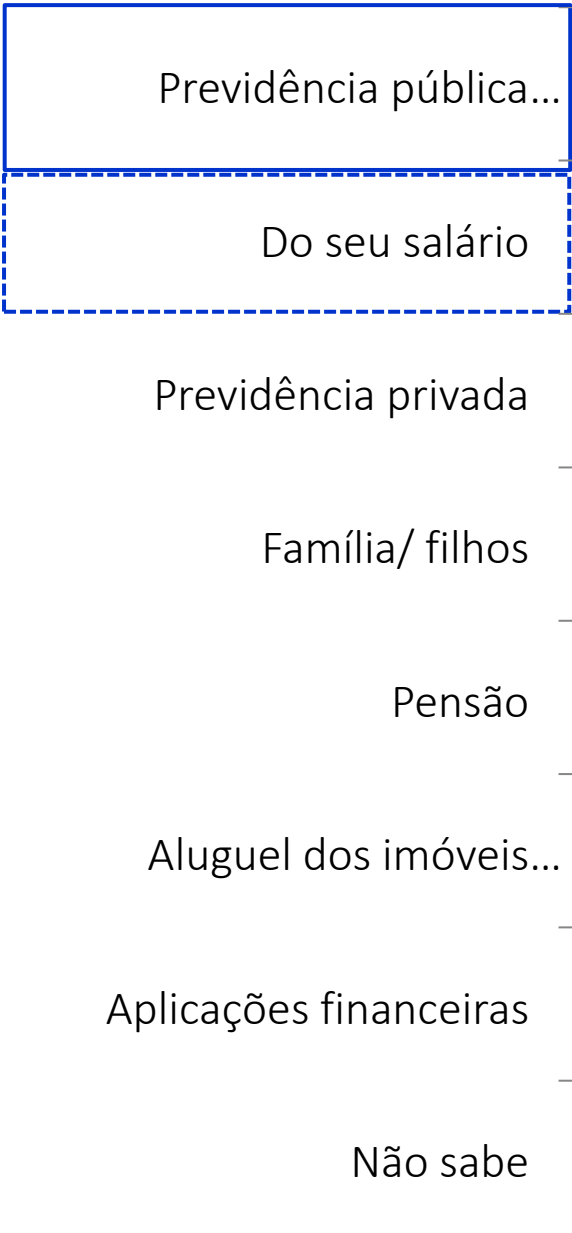 Previdência pública...
Do seu salário
Previdência privada
Família/ filhos
Pensão
Aluguel dos imóveis...
Aplicações financeiras
Não sabe